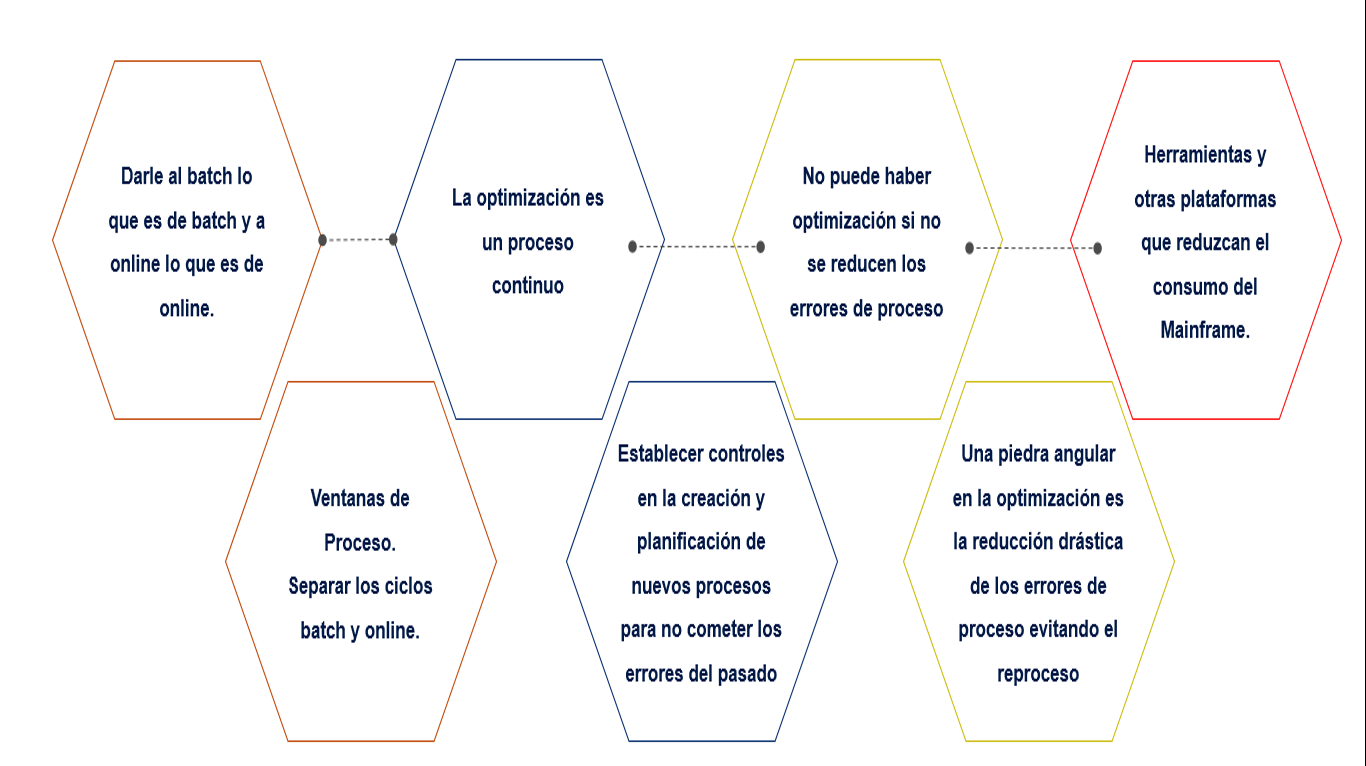 Darle al batch lo
que es de batch y a
online lo que es de
online.
La optimización es
un proceso
continuo
No puede haber
optimización si no
se reducen los
errores de proceso
Herramientas y
otras plataformas
que reduzcan el
consumo del
Mainframe.
Ventanas de
Proceso.
Separar los ciclos
batch y online.
Establecer controles
en la creación y
planificación de
nuevos procesos
para no cometer los
errores del pasado
Una piedra angular
en la optimización es
la reducción drástica
de los errores de
proceso evitando el
reproceso